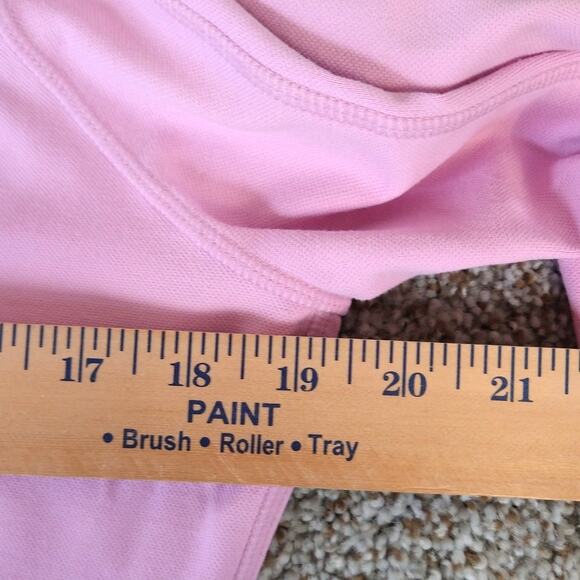 17 18 19 20 21
PAINT
• Brush • Roller • Tray